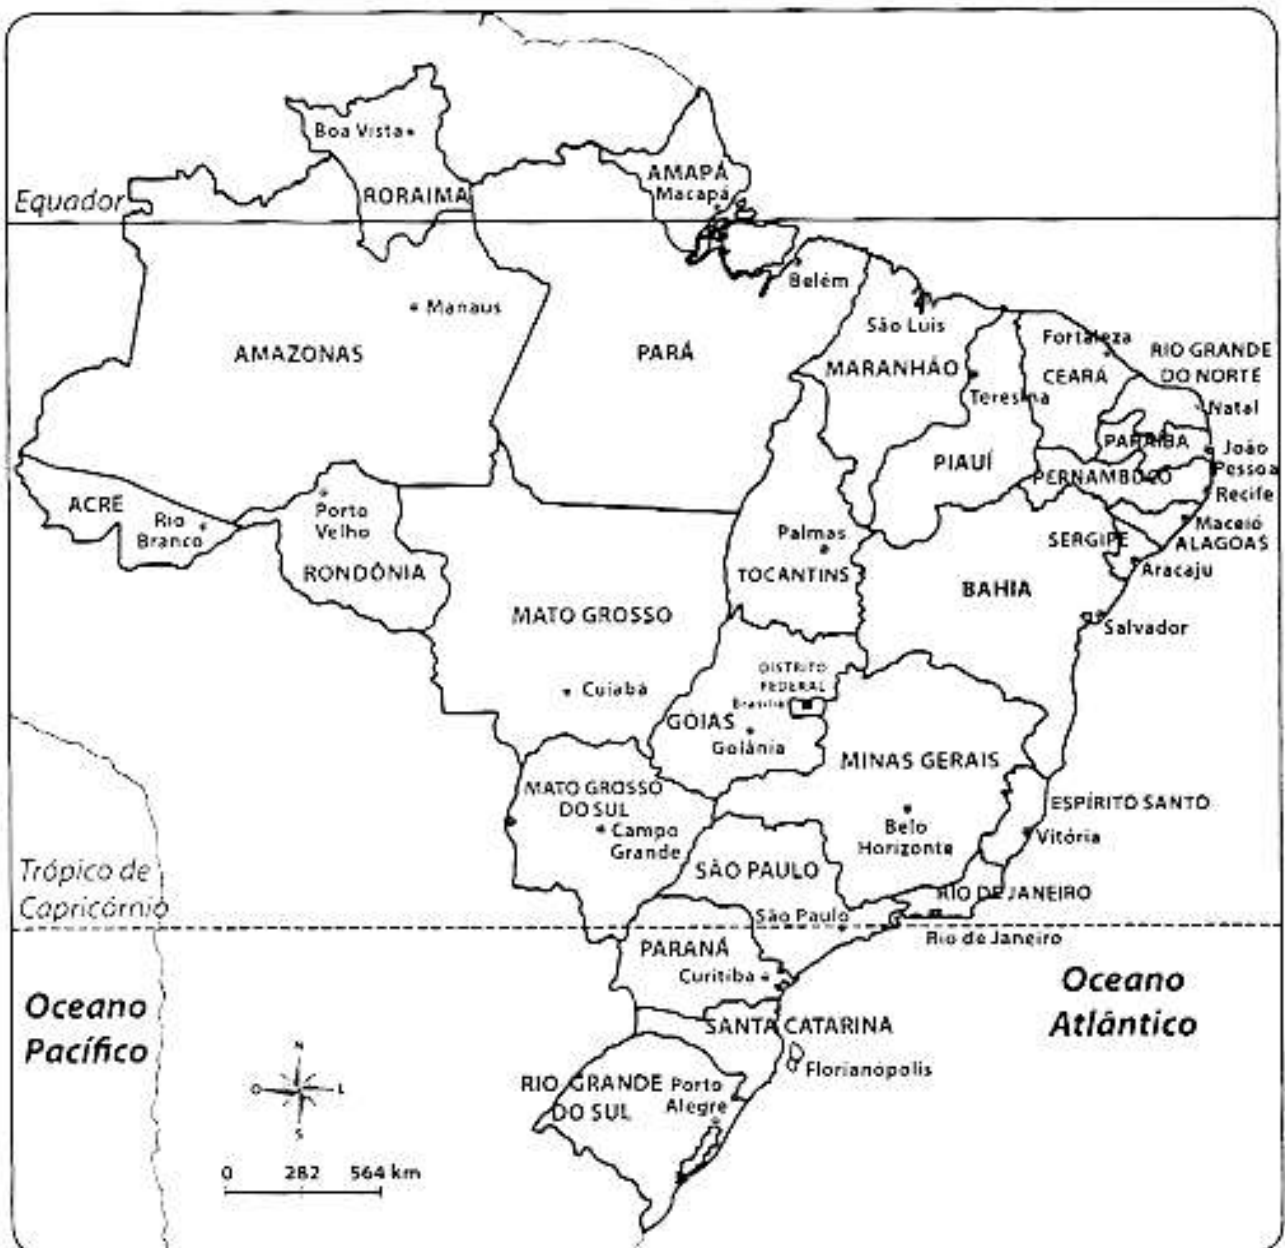 Boa Vista
AMAPÁ
Macapá
RORAIMA
Equador
Belém
Manaus
São Luis
Fortaleza
RIO GRANDE
DO NORTE
AMAZONAS
PARÁ
MARANHÃO
CEARÁ
Teresina
Natal
PARAÍBA
João
Pessoa
PIAUÍ
PERNAMBUCO
Recife
ACRE
Rio
Branco
Porto
Velho
Palmas
Maceió
ALAGOAS
SERGIPE
Aracaju
RONDÔNIA
TOCANTINS
BAHIA
MATO GROSSO
Salvador
DISTRITO
FEDERAL
Brasília
Cuiabá
GOIÁS
Goiânia
MINAS GERAIS
MATO GROSSO
DO SUL
ESPÍRITO SANTO
Campo
Grande
Belo
Horizonte
Vitória
Trópico de
Capricórnio
SÃO PAULO
RIO DE JANEIRO
São Paulo
Rio de Janeiro
PARANÁ
Curitiba
Oceano
Atlântico
Oceano
Pacífico
SANTA CATARINA
Florianópolis
RIO GRANDE
DO SUL
Porto
Alegre
N
O L
S
0 282 564 km